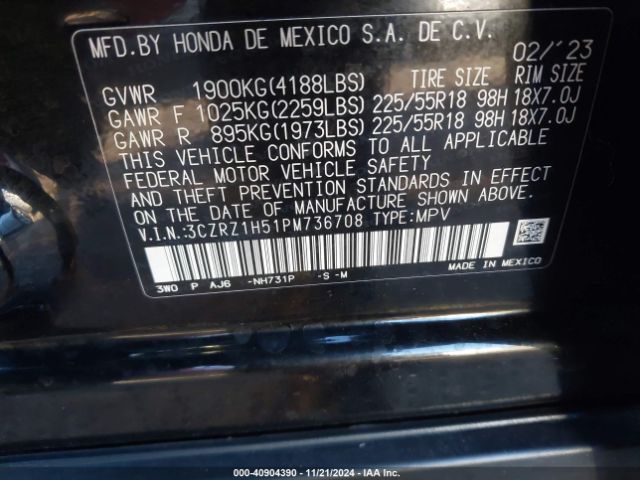 MFD.BY HONDA DE MEXICO S.A. DE C.V.
02/'23
GVWR 1900KG(4188LBS) TIRE SIZE RIM SIZE
GAWR F 1025KG(2259LBS) 225/55R18 98H 18X7.0J
GAWR R 895KG(1973LBS) 225/55R18 98H 18X7.0J
THIS VEHICLE CONFORMS TO ALL APPLICABLE
FEDERAL MOTOR VEHICLE SAFETY
AND THEFT PREVENTION STANDARDS IN EFFECT
ON THE DATE OF MANUFACTURE SHOWN ABOVE.
V.I.N.:3CZRZ1H51PM736708 TYPE:MPV
3W0 P AJ6 -NH731P -S-M
MADE IN MEXICO
000-40904390 - 11/21/2024 - IAA Inc.